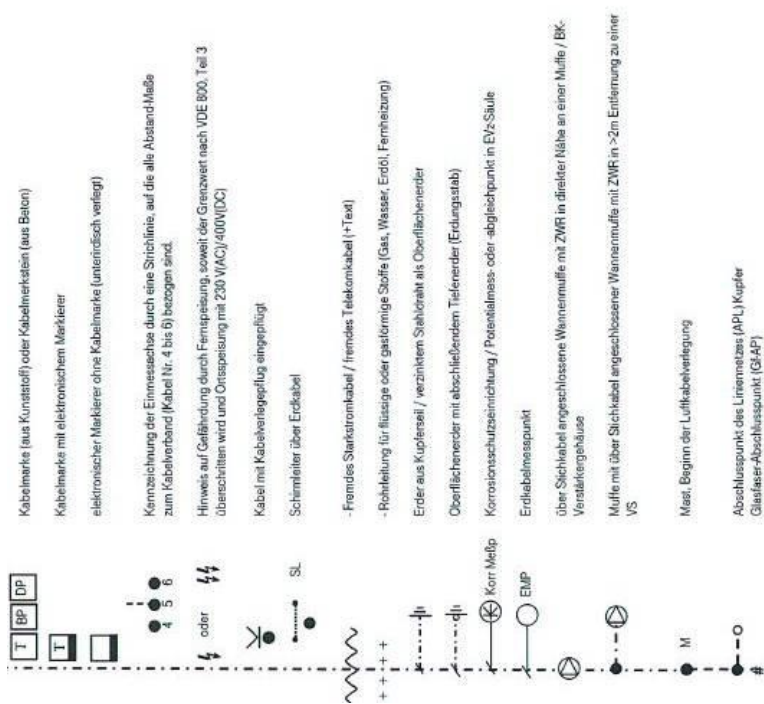 T BP DP Kabelmarke (aus Kunststoff) oder Kabelmerkstein (aus Beton)
T Kabelmarke mit elektronischem Markierer
elektronischer Markierer ohne Kabelmarke (unterirdisch verlegt)
4 5 6 Kennzeichnung der Einmessachse durch eine Strichlinie, auf die alle Abstand-Maße
zum Kabelverband (Kabel Nr. 4 bis 6) bezogen sind.
oder Hinweis auf Gefährdung durch Fernspeisung, soweit der Grenzwert nach VDE 800, Teil 3
überschritten wird und Ortsspeisung mit 230 V(AC)/400V(DC)
Kabel mit Kabelverlegepflug eingepflügt
SL Schirmleiter über Erdkabel
- Fremdes Starkstromkabel / fremdes Telekomkabel (+Text)
++++ - Rohrleitung für flüssige oder gasförmige Stoffe (Gas, Wasser, Erdöl, Fernheizung)
Erder aus Kupferseil / verzinktem Stahldraht als Oberflächenerder
Oberflächenerder mit abschließendem Tiefenerder (Erdungsstab)
Korr Meßp Korrosionsschutzeinrichtung / Potentialmess- oder -abgleichpunkt in EVz-Säule
EMP Erdkabelmesspunkt
über Stichkabel angeschlossene Wannenmuffe mit ZWR in direkter Nähe an einer Muffe / BK-
Verstärkergehäuse
Muffe mit über Stichkabel angeschlossener Wannenmuffe mit ZWR in >2m Entfernung zu einer
VS
M Mast, Beginn der Luftkabelverlegung
Abschlusspunkt des Liniennetzes (APL) Kupfer
# Glasfaser-Abschlusspunkt (Gf-AP)